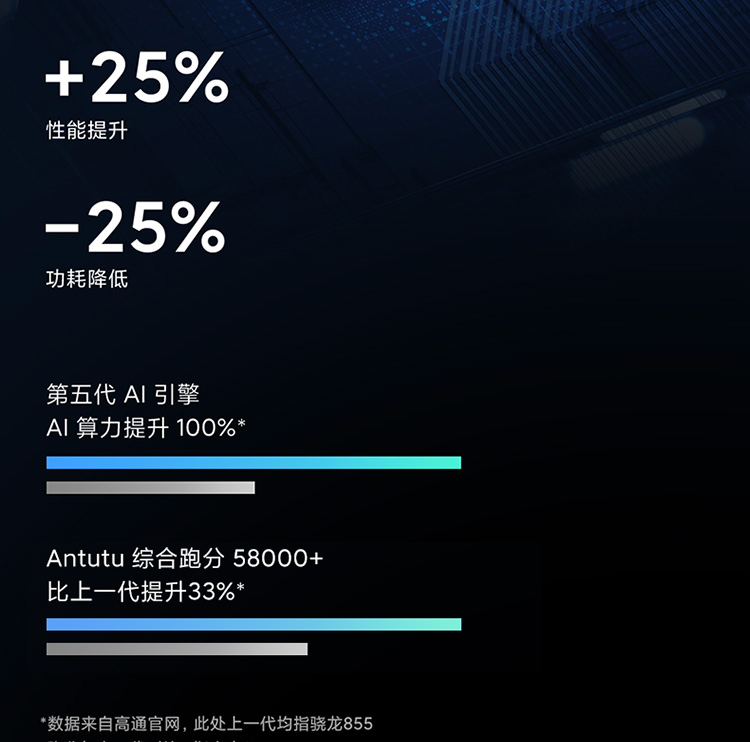 +25%
性能提升
-25%
功耗降低
第五代 AI 引擎
AI 算力提升 100%*
Antutu 综合跑分 58000+
比上一代提升33%*
*数据来自高通官网，此处上一代均指骁龙855